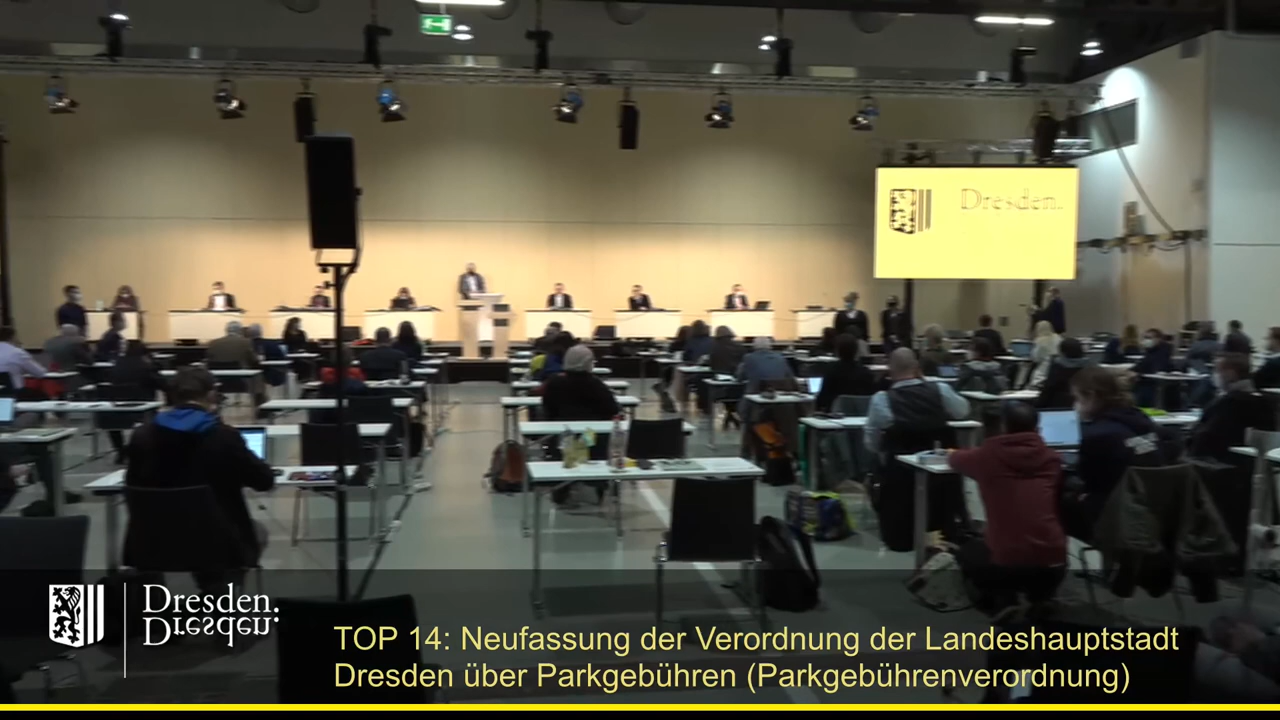 Dresden.
Dresden.
Dresden.
TOP 14: Neufassung der Verordnung der Landeshauptstadt
Dresden über Parkgebühren (Parkgebührenverordnung)